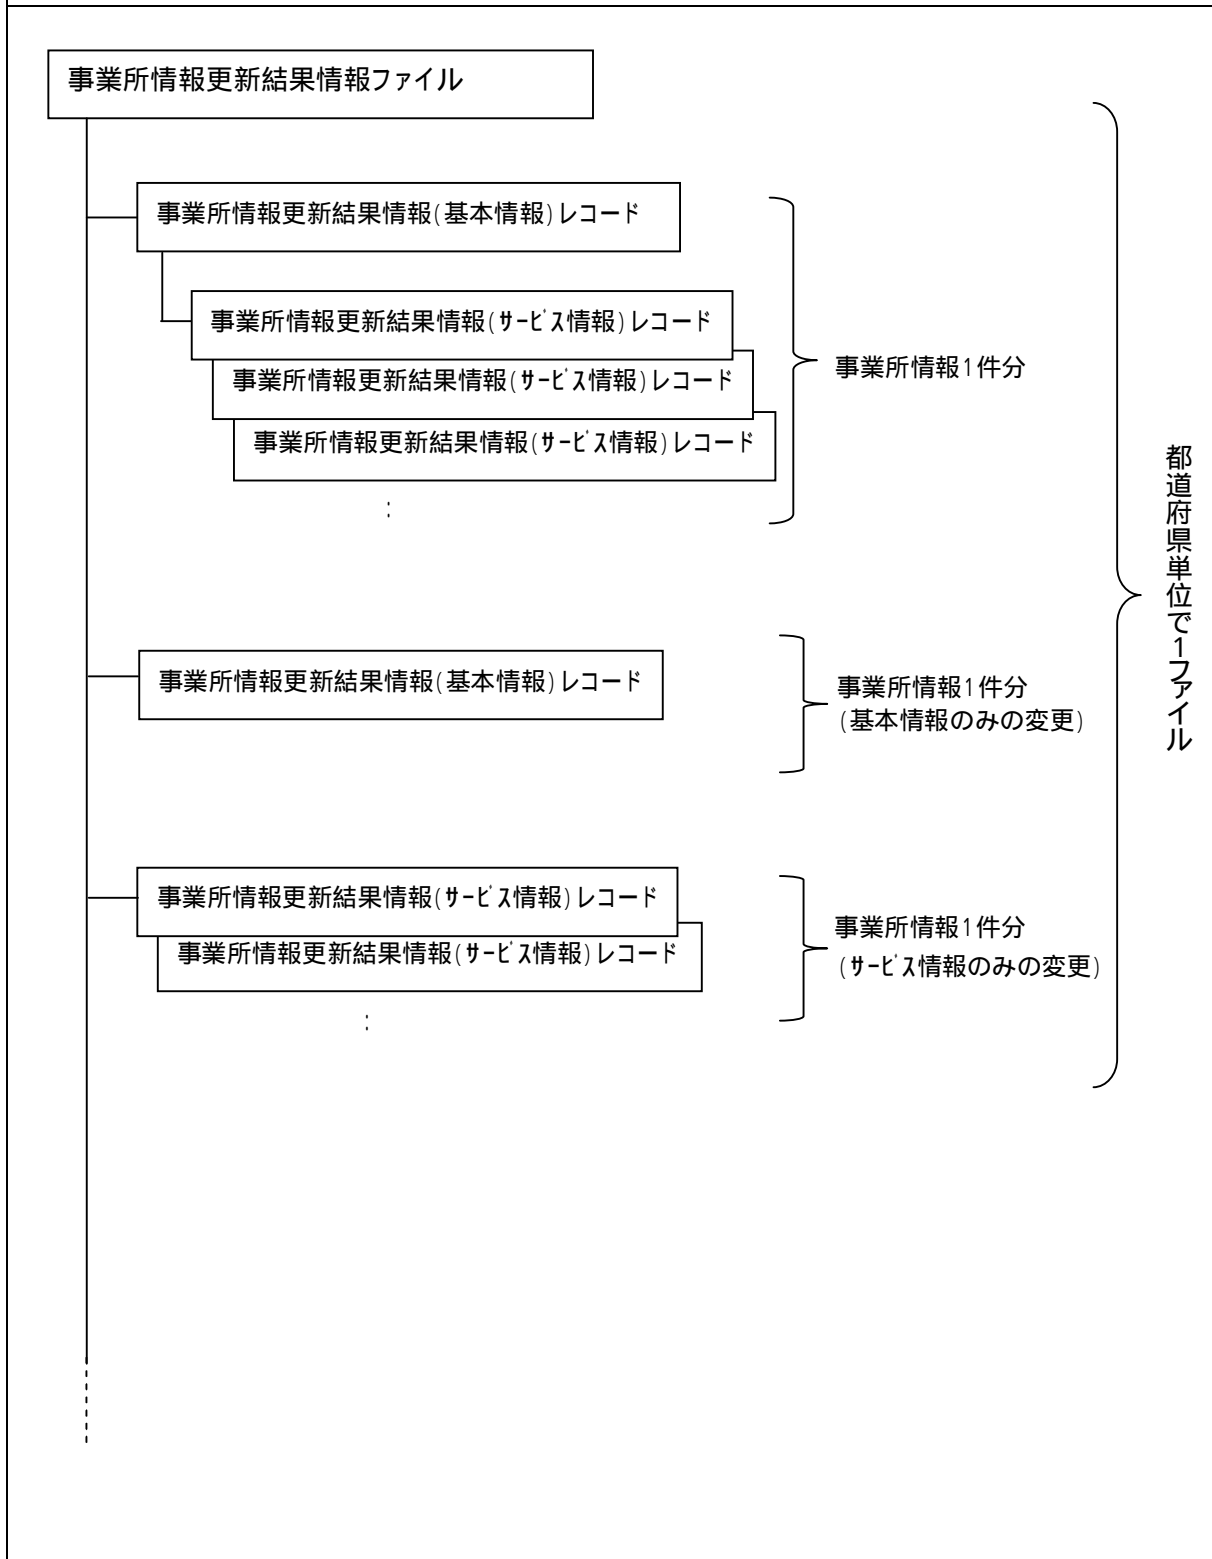 事業所情報更新結果情報ファイル
事業所情報更新結果情報(基本情報)レコード
事業所情報更新結果情報(ｻｰﾋﾞｽ情報)レコード
事業所情報更新結果情報(ｻｰﾋﾞｽ情報)レコード
事業所情報更新結果情報(ｻｰﾋﾞｽ情報)レコード
:
事業所情報1件分
事業所情報更新結果情報(基本情報)レコード
事業所情報1件分
(基本情報のみの変更)
事業所情報更新結果情報(ｻｰﾋﾞｽ情報)レコード
事業所情報更新結果情報(ｻｰﾋﾞｽ情報)レコード
:
事業所情報1件分
(ｻｰﾋﾞｽ情報のみの変更)
都道府県単位で1ファイル